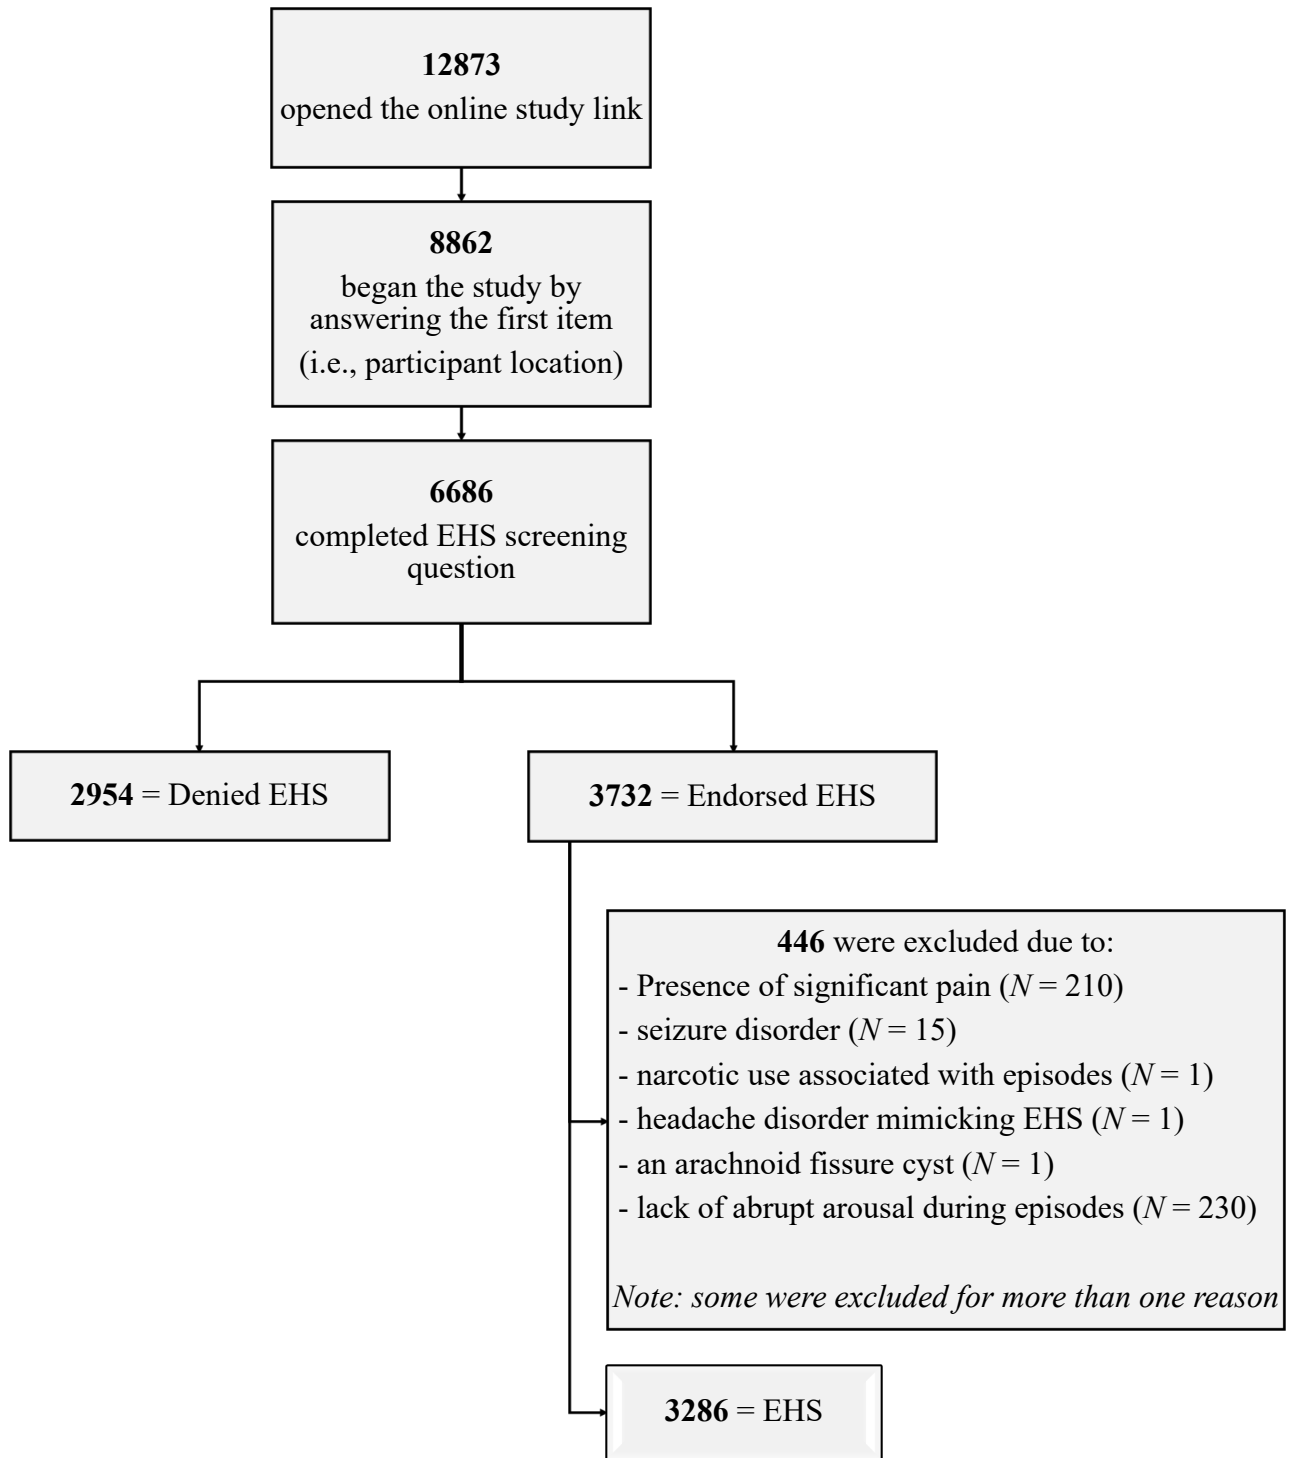 12873
opened the online study link
8862
began the study by
answering the first item
(i.e., participant location)
6686
completed EHS screening
question
2954 = Denied EHS
3732 = Endorsed EHS
446 were excluded due to:
- Presence of significant pain (N = 210)
- seizure disorder (N = 15)
- narcotic use associated with episodes (N = 1)
- headache disorder mimicking EHS (N = 1)
- an arachnoid fissure cyst (N = 1)
- lack of abrupt arousal during episodes (N = 230)
Note: some were excluded for more than one reason
3286 = EHS